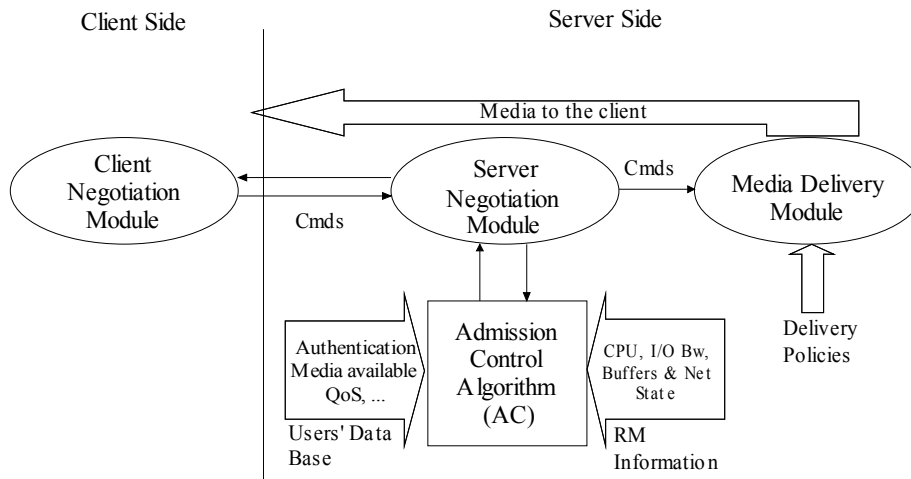 Client Side
Server Side
Media to the client
Client
Negotiation
Module
Cmds
Server
Negotiation
Module
Cmds
Media Delivery
Module
Authentication
Media available
QoS, ...
Users' Data
Base
Admission
Control
Algorithm
(AC)
CPU, I/O Bw,
Buffers & Net
State
RM
Information
Delivery
Policies